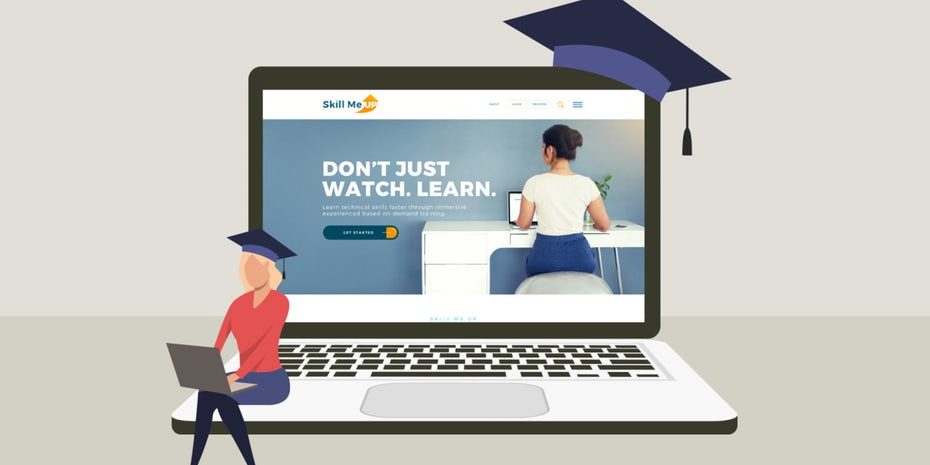 Skill Me UP
ABOUT
LOGIN
REGISTER
DON'T JUST
WATCH. LEARN.
Learn technical skills faster through immersive
experienced based on-demand training
GET STARTED
SKILL ME UP